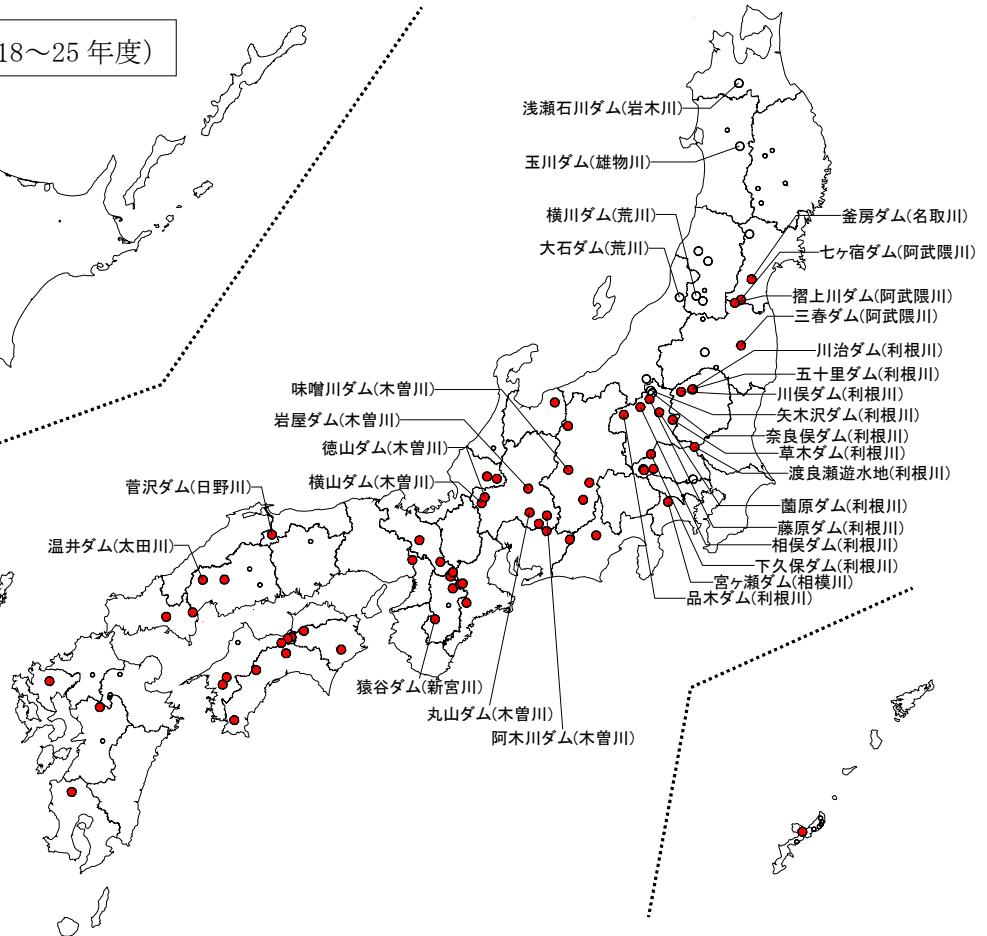 18～25 年度）
浅瀬石川ダム(岩木川)
玉川ダム(雄物川)
横川ダム(荒川)
大石ダム(荒川)
釜房ダム(名取川)
七ヶ宿ダム(阿武隈川)
摺上川ダム(阿武隈川)
三春ダム(阿武隈川)
川治ダム(利根川)
五十里ダム(利根川)
川俣ダム(利根川)
矢木沢ダム(利根川)
奈良俣ダム(利根川)
草木ダム(利根川)
渡良瀬遊水地(利根川)
薗原ダム(利根川)
藤原ダム(利根川)
相俣ダム(利根川)
下久保ダム(利根川)
宮ヶ瀬ダム(相模川)
品木ダム(利根川)
味噌川ダム(木曽川)
岩屋ダム(木曽川)
徳山ダム(木曽川)
横山ダム(木曽川)
菅沢ダム(日野川)
温井ダム(太田川)
猿谷ダム(新宮川)
丸山ダム(木曽川)
阿木川ダム(木曽川)